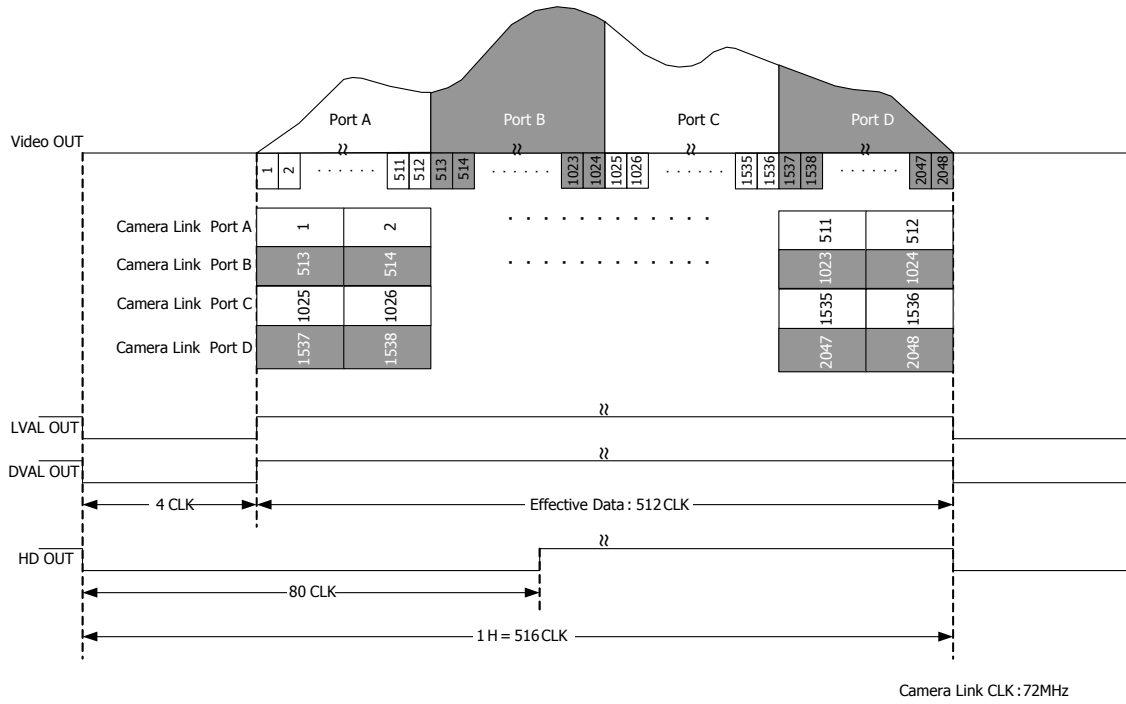 Port A
Port B
Port C
Port D
Video OUT
1 2 ······ 511 512 513 514 ······ 1023 1024 1025 1026 ······ 1535 1536 1537 1538 ······ 2047 2048
Camera Link Port A 1 2 ············ 511 512
Camera Link Port B 513 514 ············ 1023 1024
Camera Link Port C 1025 1026 1535 1536
Camera Link Port D 1537 1538 2047 2048
LVAL OUT
DVAL OUT
4 CLK
Effective Data : 512 CLK
HD OUT
80 CLK
1 H = 516 CLK
Camera Link CLK : 72MHz